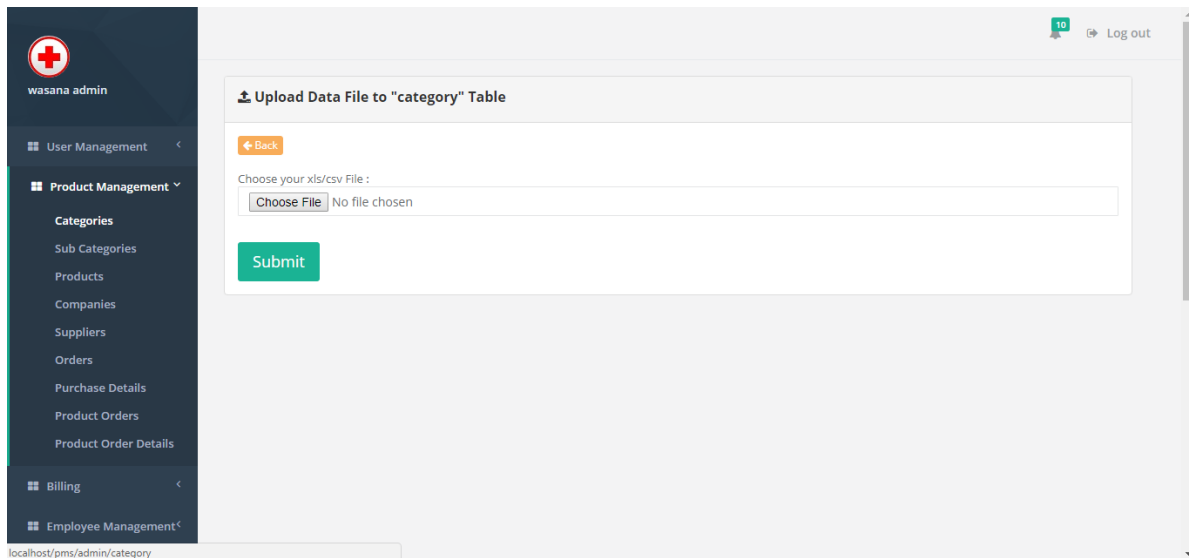 10
Log out
wasana admin
Upload Data File to "category" Table
User Management
Back
Product Management
Choose your xls/csv File :
Choose File No file chosen
Categories
Sub Categories
Submit
Products
Companies
Suppliers
Orders
Purchase Details
Product Orders
Product Order Details
Billing
Employee Management
localhost/pms/admin/category